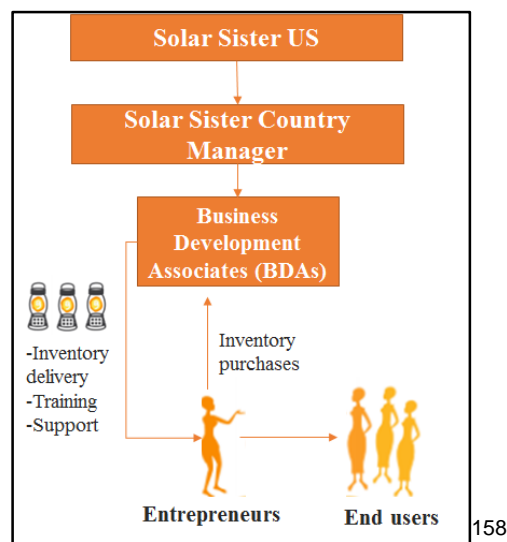 Solar Sister US
Solar Sister Country
Manager
Business
Development
Associates (BDAs)
-Inventory
delivery
-Training
-Support
Inventory
purchases
Entrepreneurs
End users
158